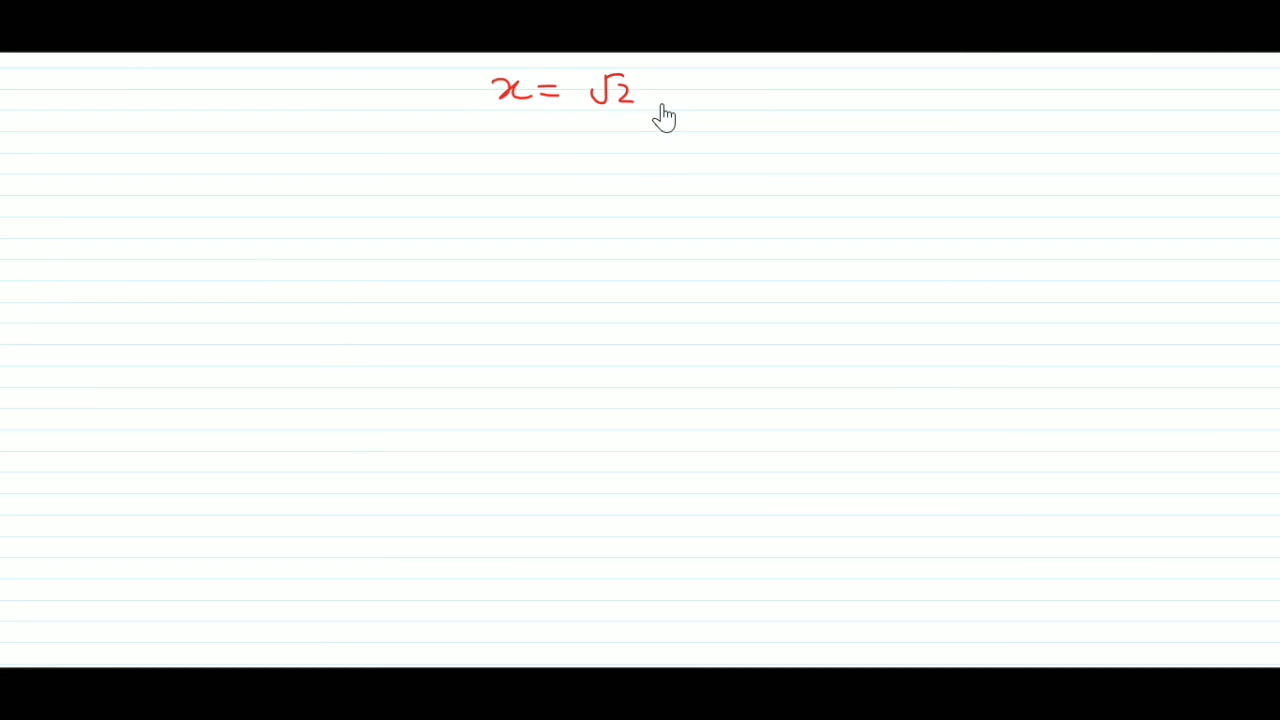 x = √2